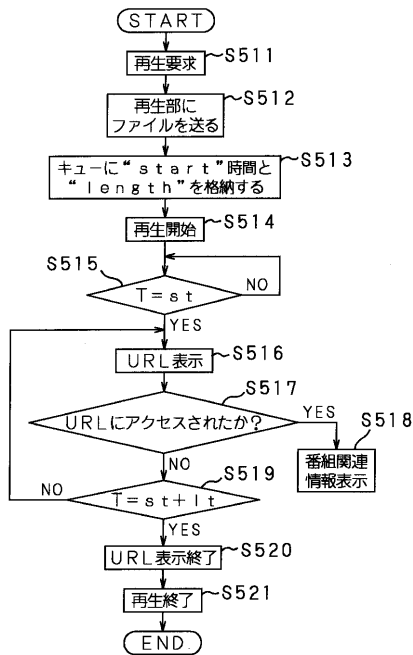 START
再生要求
S511
再生部に
ファイルを送る
S512
キューに“start”時間と
“length”を格納する
S513
再生開始
S514
S515
T=st
NO
YES
URL表示
S516
URLにアクセスされたか?
S517
YES
番組関連
情報表示
S518
NO
T=st+lt
S519
NO
YES
URL表示終了
S520
再生終了
S521
END